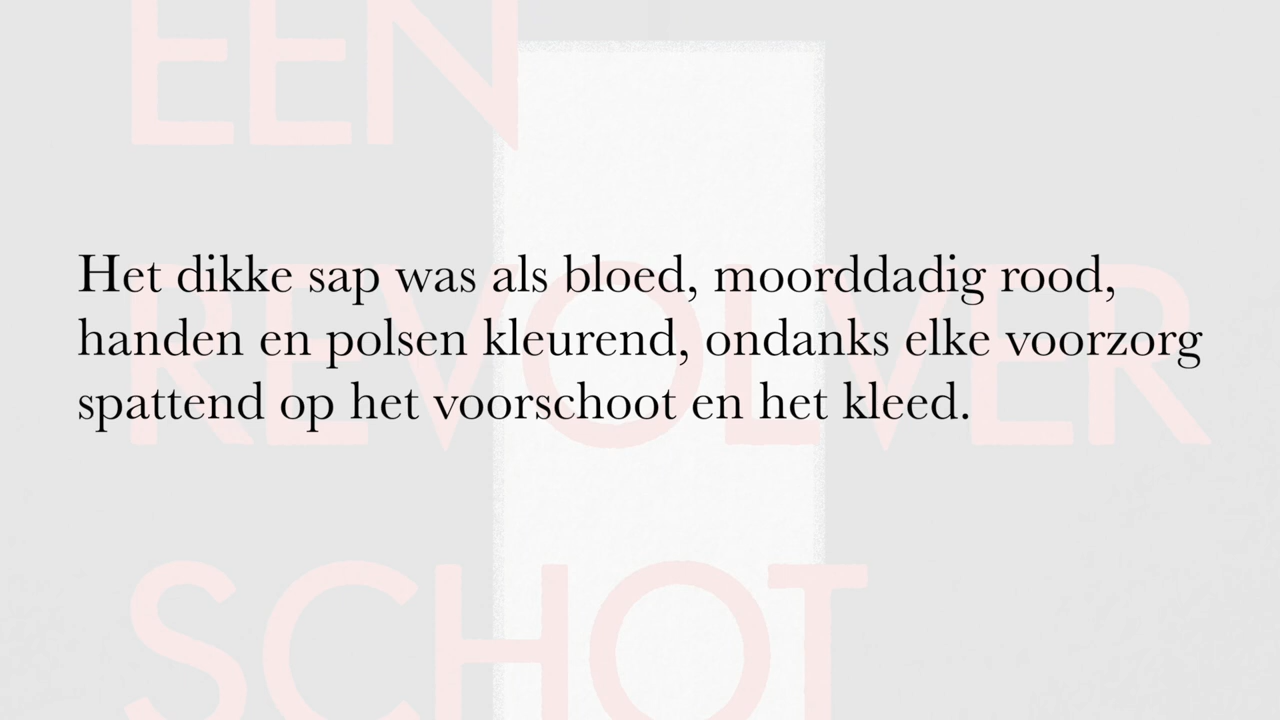 EEN
Het dikke sap was als bloed, moorddadig rood,
handen en polsen kleurend, ondanks elke voorzorg
spattend op het voorschoot en het kleed.
REVOLVER
SCHOT